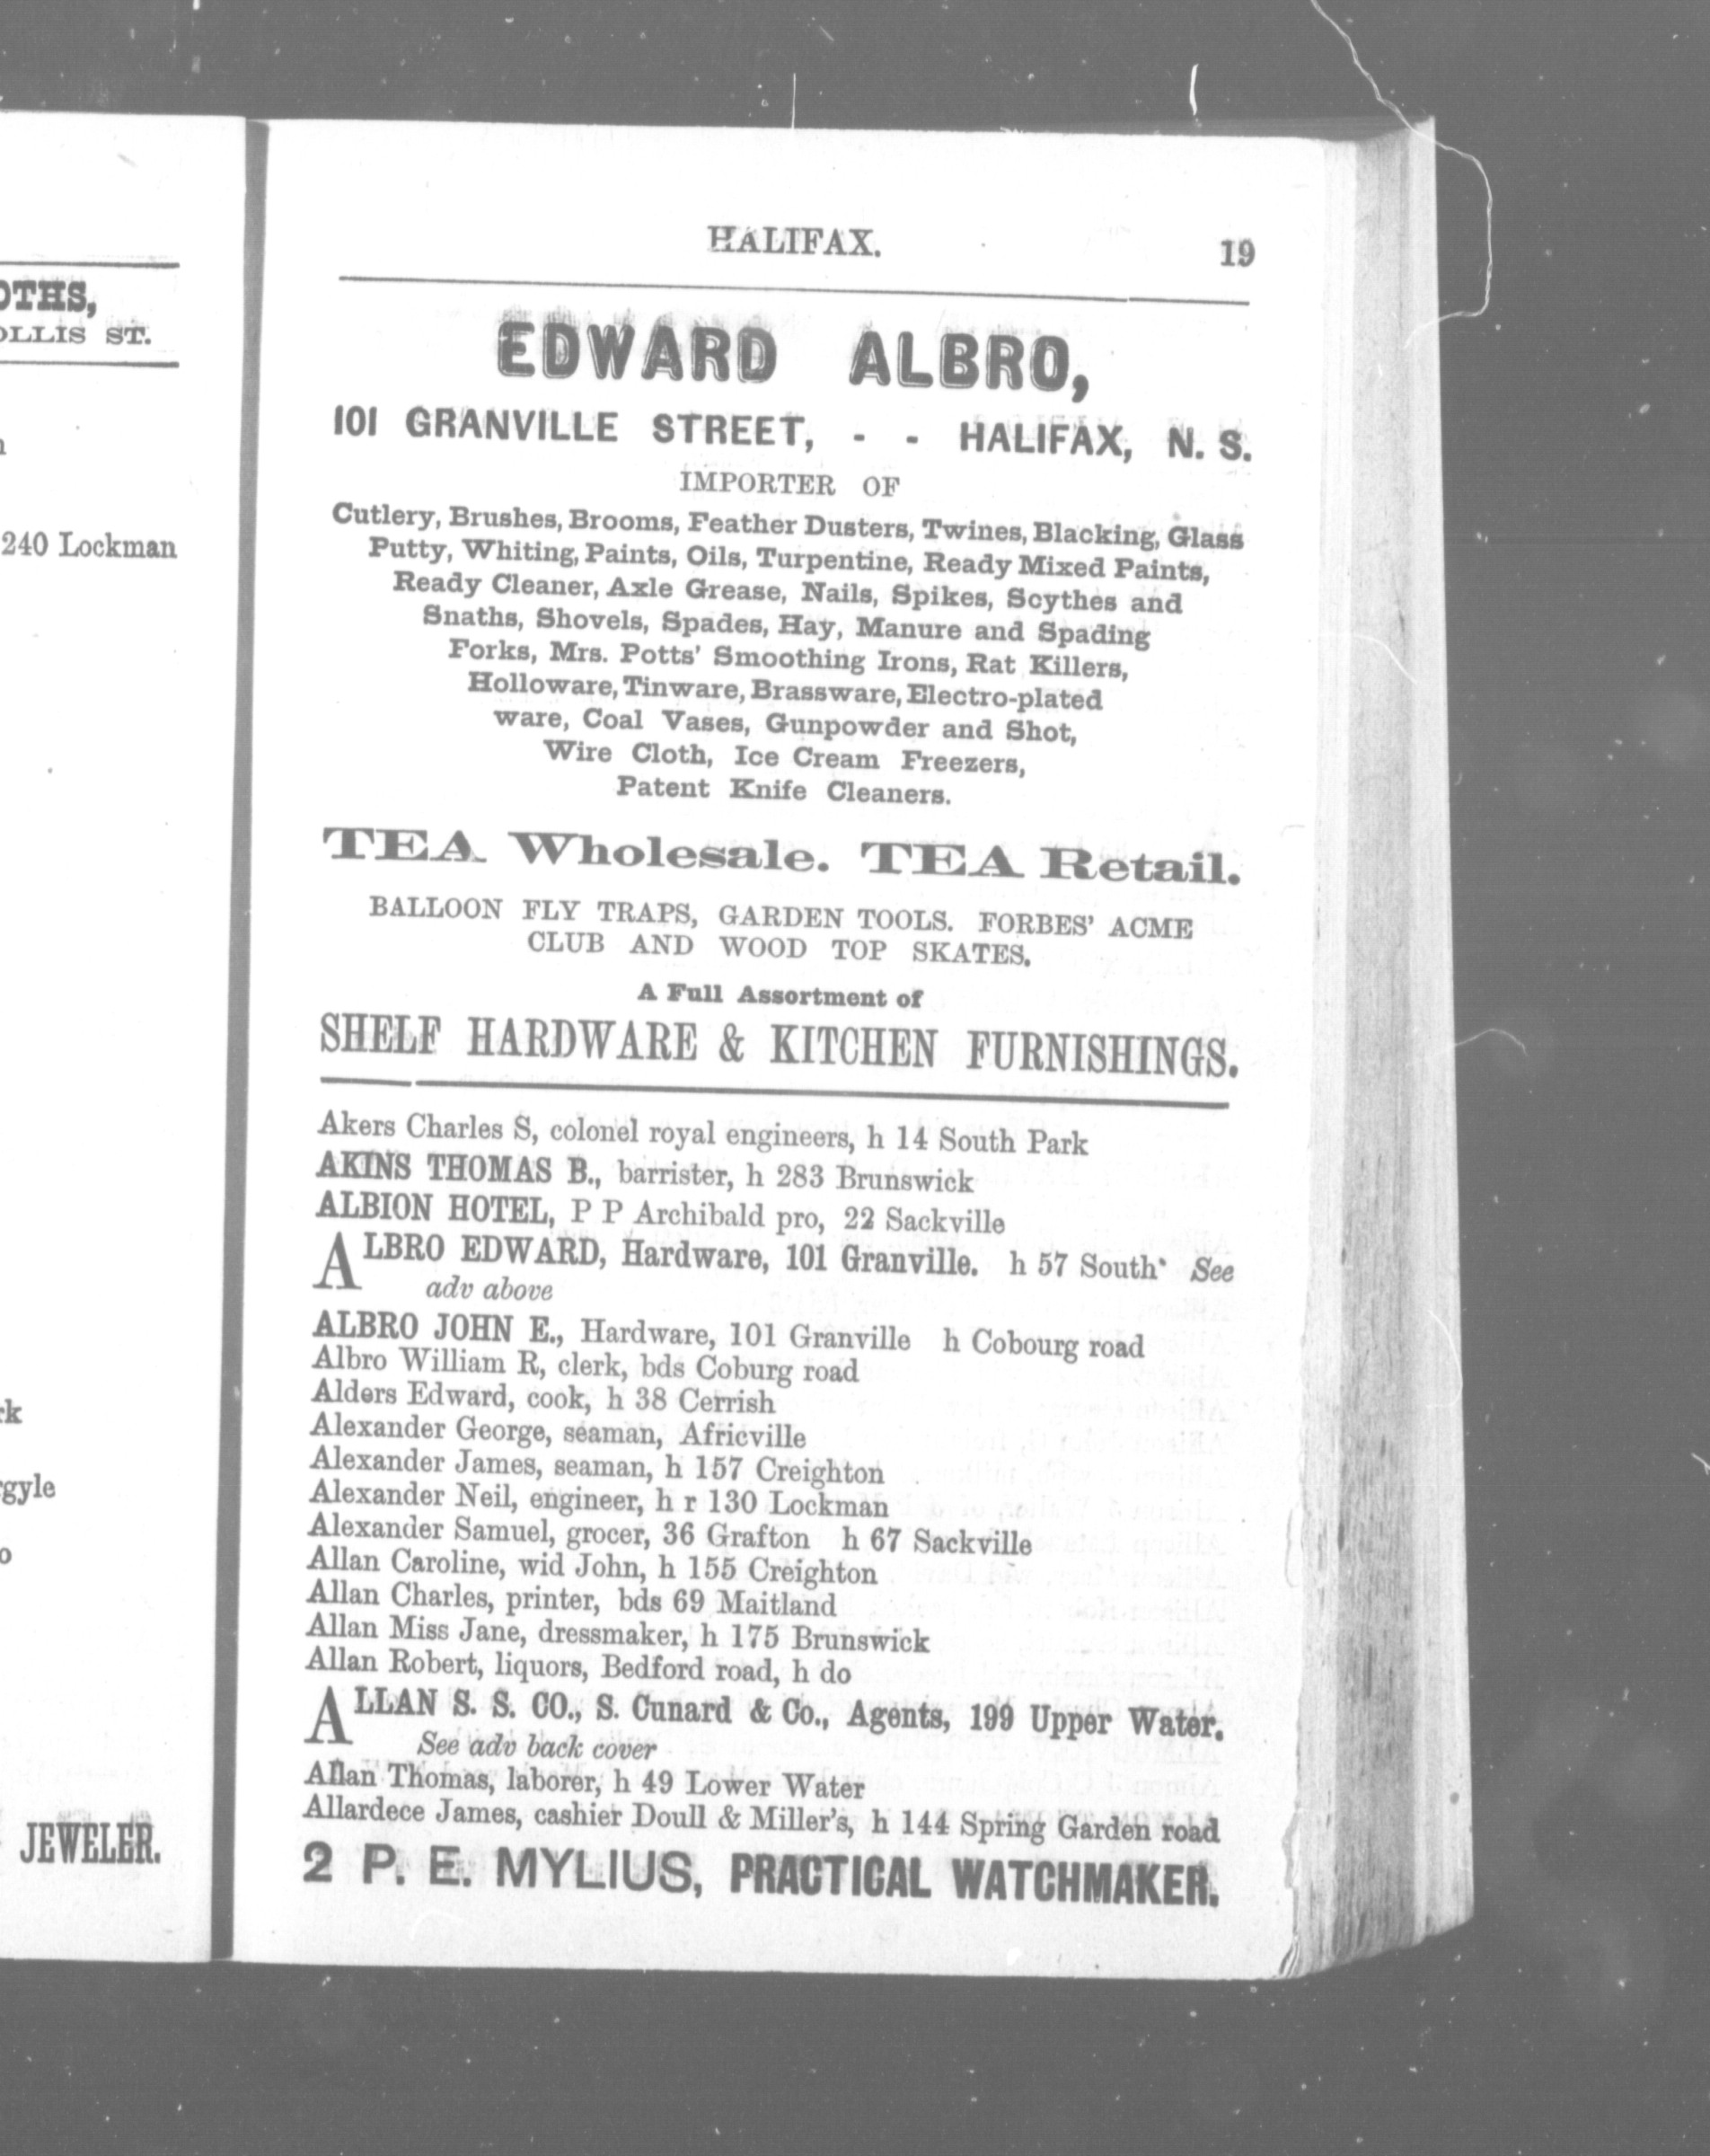 OLLIS ST.
240 Lockman
JEWELER.
HALIFAX. 19
EDWARD ALBRO,
101 GRANVILLE STREET, - - HALIFAX, N. S.
IMPORTER OF
Cutlery, Brushes, Brooms, Feather Dusters, Twines, Blacking, Glass
Putty, Whiting, Paints, Oils, Turpentine, Ready Mixed Paints,
Ready Cleaner, Axle Grease, Nails, Spikes, Scythes and
Snaths, Shovels, Spades, Hay, Manure and Spading
Forks, Mrs. Potts' Smoothing Irons, Rat Killers,
Holloware, Tinware, Brassware, Electro-plated
ware, Coal Vases, Gunpowder and Shot,
Wire Cloth, Ice Cream Freezers,
Patent Knife Cleaners.
TEA Wholesale. TEA Retail.
BALLOON FLY TRAPS, GARDEN TOOLS. FORBES' ACME
CLUB AND WOOD TOP SKATES.
A Full Assortment of
SHELF HARDWARE & KITCHEN FURNISHINGS.
Akers Charles S, colonel royal engineers, h 14 South Park
AKINS THOMAS B., barrister, h 283 Brunswick
ALBION HOTEL, P P Archibald pro, 22 Sackville
ALBRO EDWARD, Hardware, 101 Granville. h 57 South See
adv above
ALBRO JOHN E., Hardware, 101 Granville h Cobourg road
Albro William R, clerk, bds Coburg road
Alders Edward, cook, h 38 Cerrish
Alexander George, seaman, Africville
Alexander James, seaman, h 157 Creighton
Alexander Neil, engineer, h r 130 Lockman
Alexander Samuel, grocer, 36 Grafton h 67 Sackville
Allan Caroline, wid John, h 155 Creighton
Allan Charles, printer, bds 69 Maitland
Allan Miss Jane, dressmaker, h 175 Brunswick
Allan Robert, liquors, Bedford road, h do
ALLAN S. S. CO., S. Cunard & Co., Agents, 199 Upper Water.
See adv back cover
Allan Thomas, laborer, h 49 Lower Water
Allardece James, cashier Doull & Miller's, h 144 Spring Garden road
2 P. E. MYLIUS, PRACTICAL WATCHMAKER.